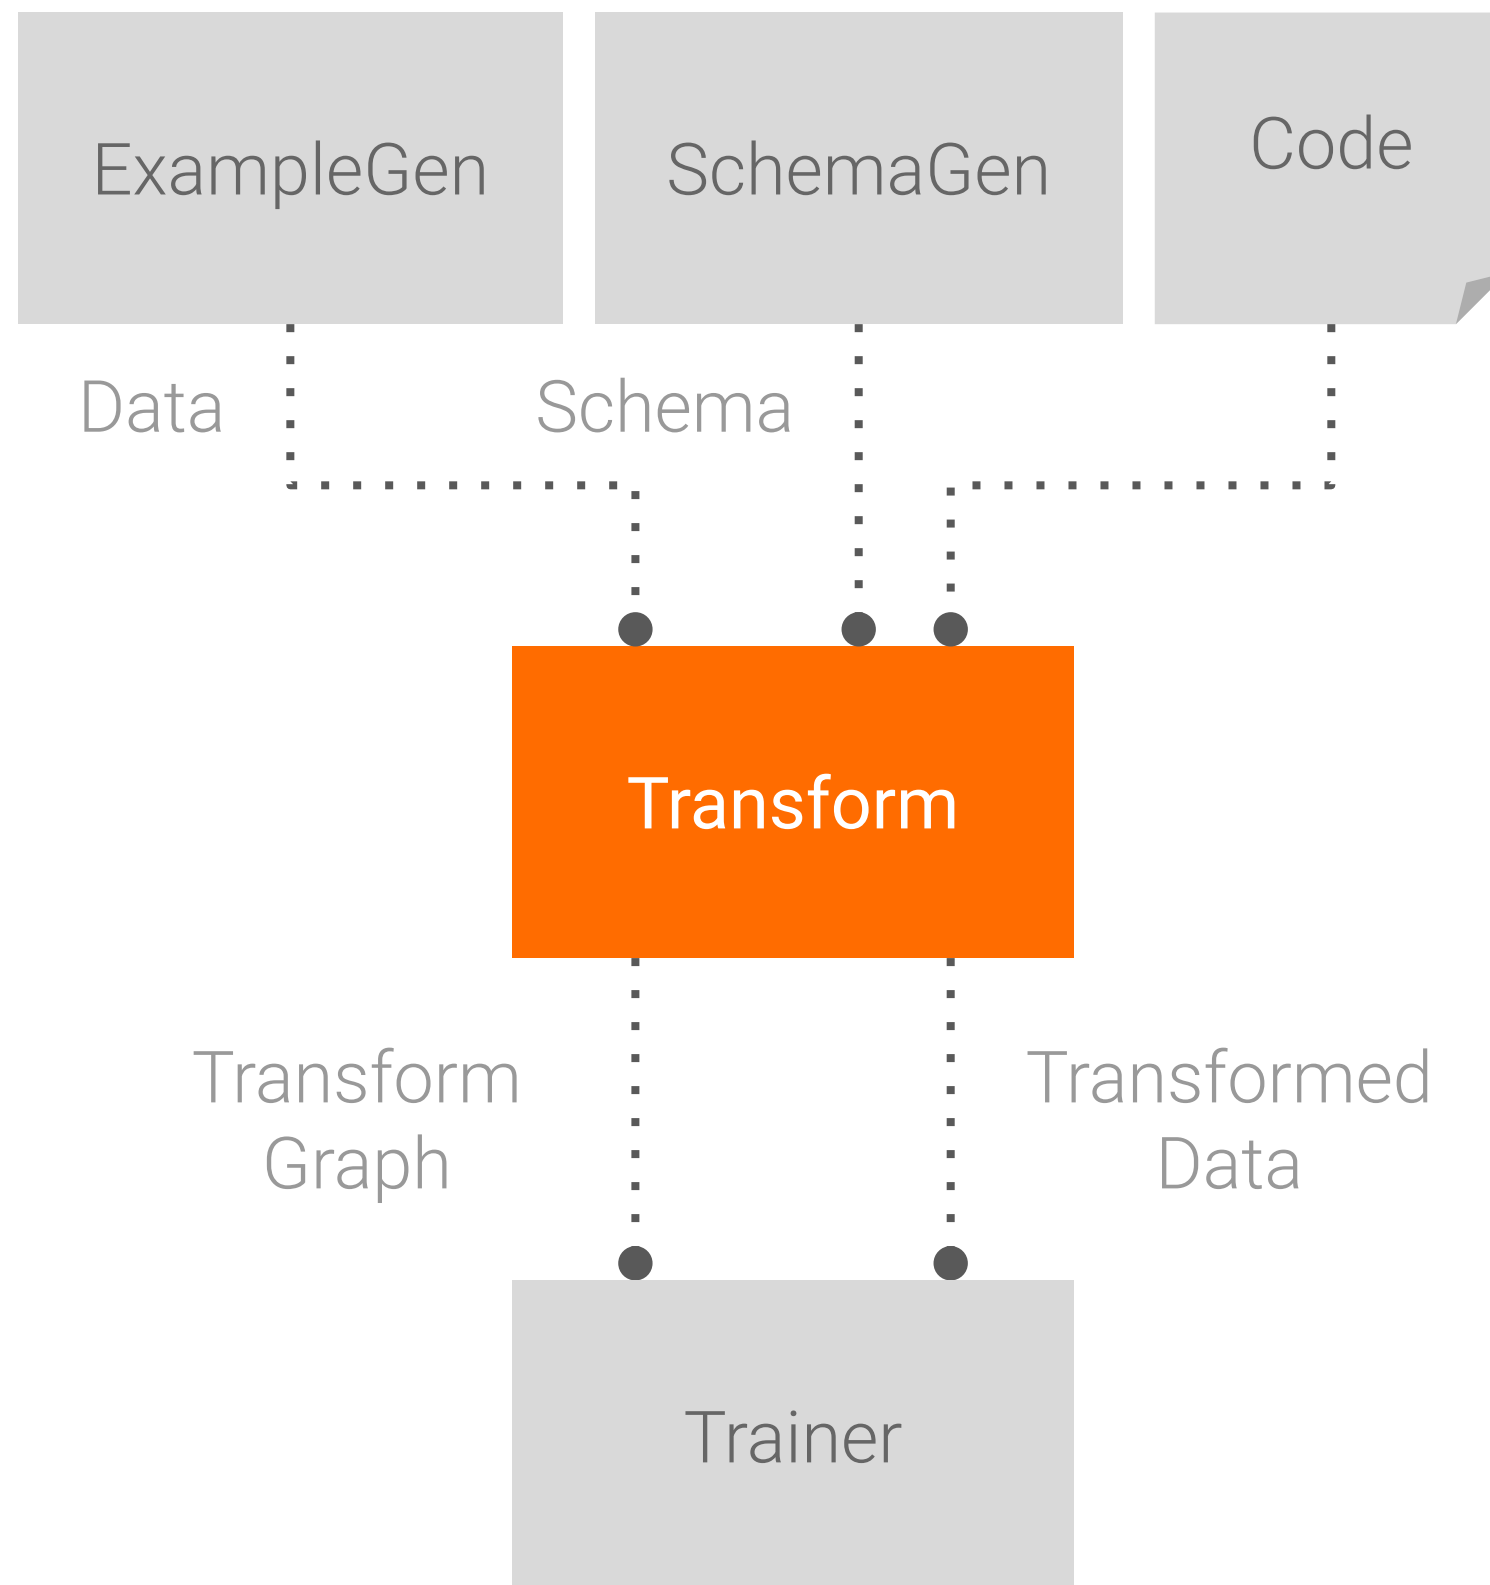 ExampleGen
SchemaGen
Code
Data
Schema
Transform
Transform
Graph
Transformed
Data
Trainer